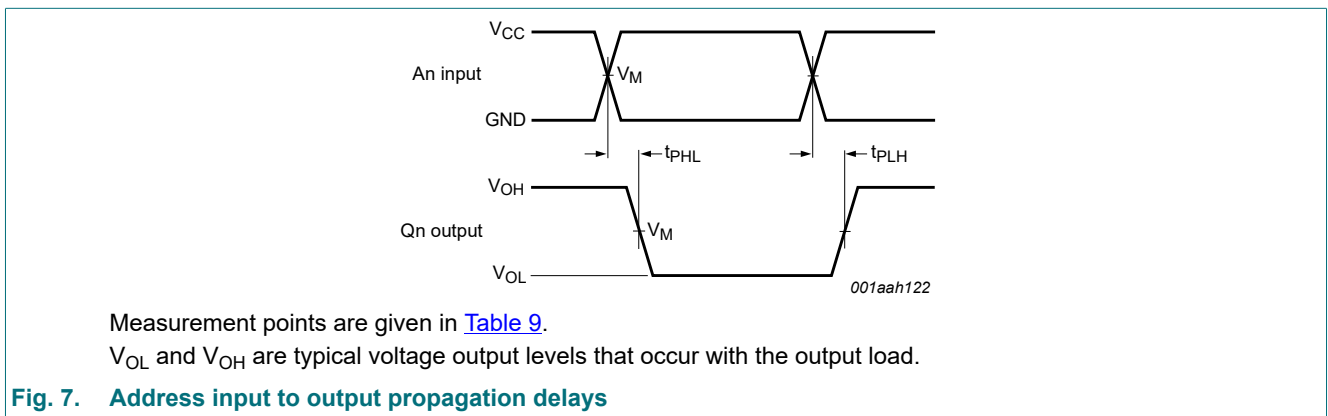 VCC
An input
VM
GND
tPHL
tPLH
VOH
Qn output
VM
VOL
001aah122
Measurement points are given in Table 9.
VOL and VOH are typical voltage output levels that occur with the output load.
Fig. 7. Address input to output propagation delays